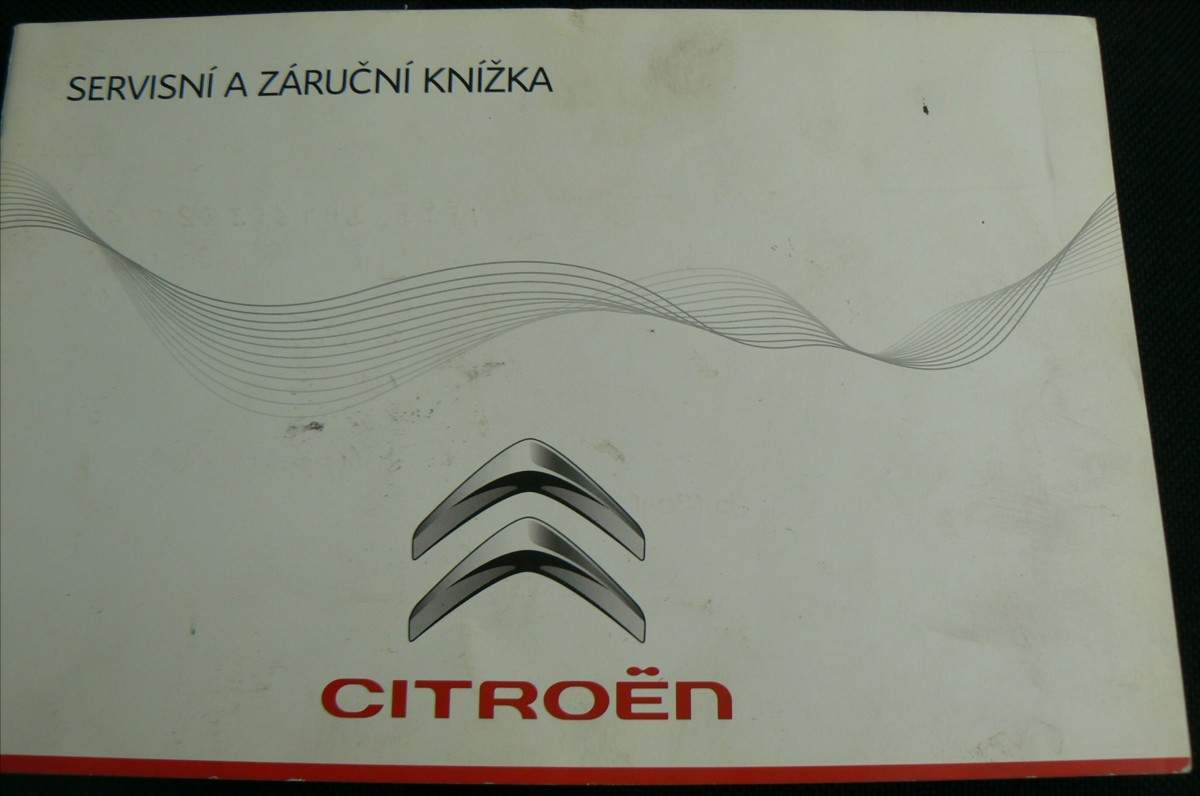 SERVISNÍ A ZÁRUČNÍ KNÍŽKA
CITROËN